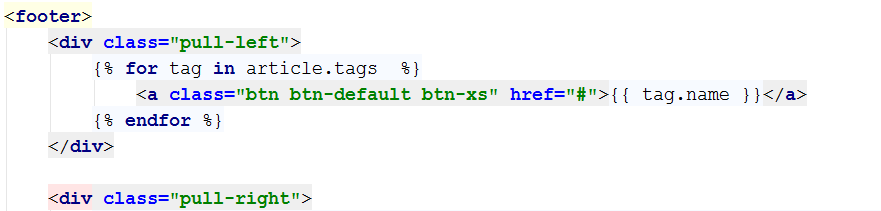 <footer>
<div class="pull-left">
{% for tag in article.tags  %}
<a class="btn btn-default btn-xs" href="#">{{ tag.name }}</a>
{% endfor %}
</div>
<div class="pull-right">